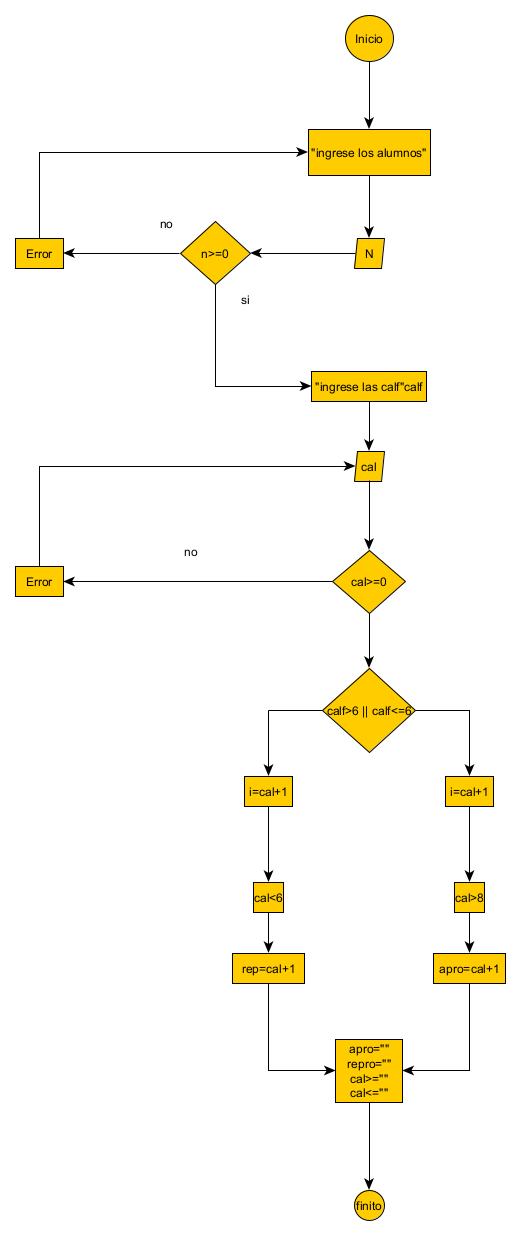 Inicio
"ingrese los alumnos"
no
Error
n>=0
N
si
"ingrese las calf"calf
cal
no
Error
cal>=0
calf>6 || calf<=6
i=cal+1
i=cal+1
cal<6
cal>8
rep=cal+1
apro=cal+1
apro=""
repro=""
cal>=""
cal<=""
finito